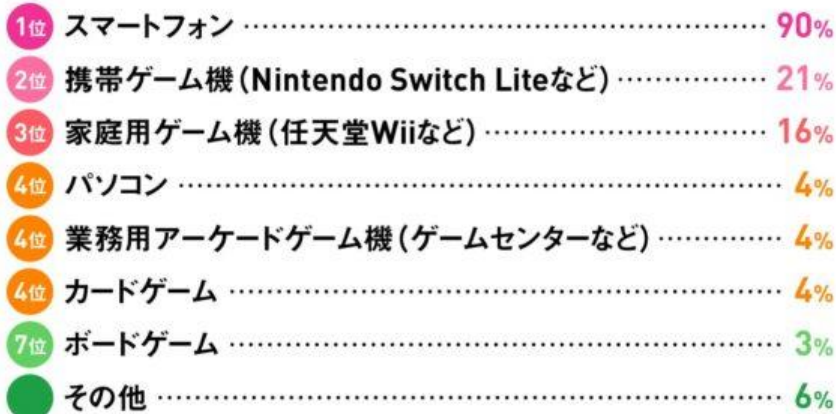 1位 スマートフォン ………………………………………… 90%
2位 携帯ゲーム機(Nintendo Switch Liteなど) …………… 21%
3位 家庭用ゲーム機(任天堂Wiiなど) ……………………… 16%
4位 パソコン ……………………………………………… 4%
4位 業務用アーケードゲーム機(ゲームセンターなど) ………… 4%
4位 カードゲーム ………………………………………… 4%
7位 ボードゲーム ………………………………………… 3%
その他 ……………………………………………… 6%